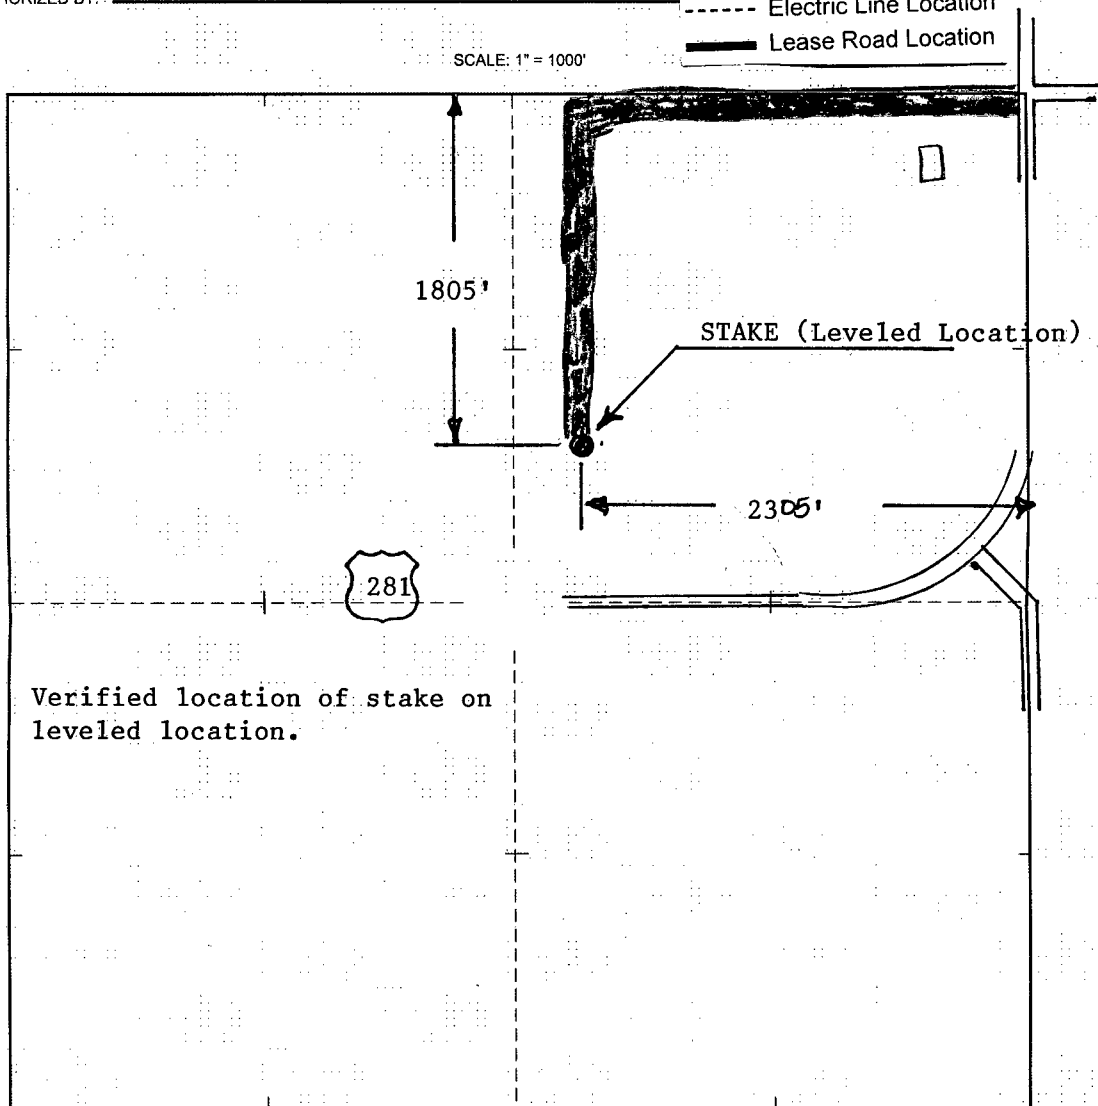 Electric Line Location
Lease Road Location
SCALE: 1" = 1000'
1805'
STAKE (Leveled Location)
2305'
281
Verified location of stake on
leveled location.